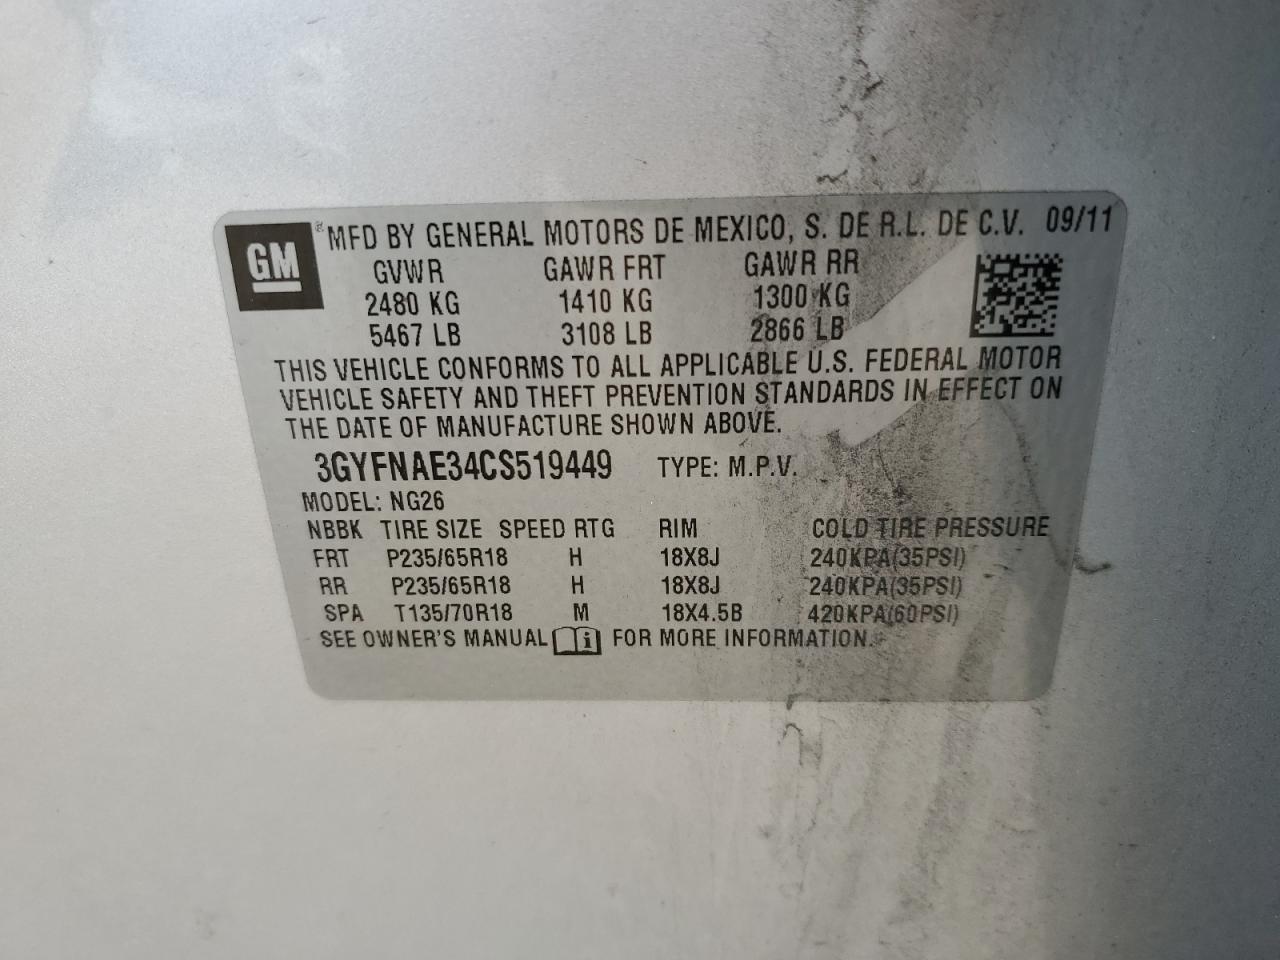 GM ® MFD BY GENERAL MOTORS DE MEXICO, S. DE R.L. DE C.V. 09/11
GVWR GAWR FRT GAWR RR
2480 KG 1410 KG 1300 KG
5467 LB 3108 LB 2866 LB
THIS VEHICLE CONFORMS TO ALL APPLICABLE U.S. FEDERAL MOTOR
VEHICLE SAFETY AND THEFT PREVENTION STANDARDS IN EFFECT ON
THE DATE OF MANUFACTURE SHOWN ABOVE.
3GYFNAE34CS519449 TYPE: M.P.V.
MODEL: NG26
NBBK TIRE SIZE SPEED RTG RIM COLD TIRE PRESSURE
FRT P235/65R18 H 18X8J 240KPA(35PSI)
RR P235/65R18 H 18X8J 240KPA(35PSI)
SPA T135/70R18 M 18X4.5B 420KPA(60PSI)
SEE OWNER'S MANUAL i FOR MORE INFORMATION.